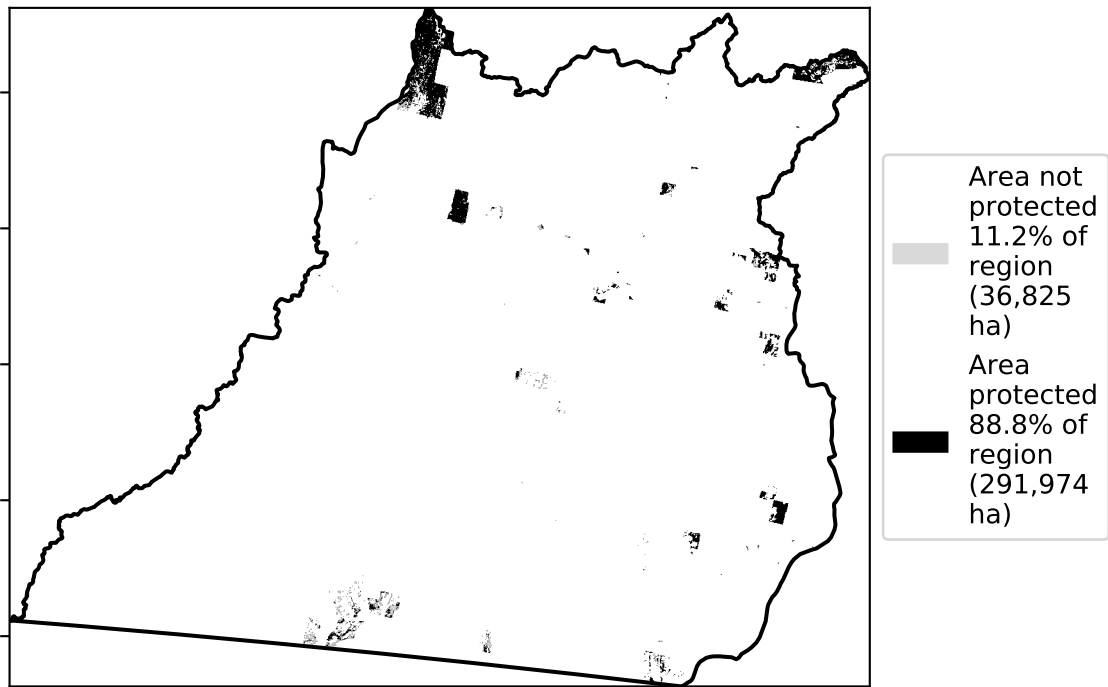 Area not
protected
11.2% of
region
(36,825
ha)
Area
protected
88.8% of
region
(291,974
ha)